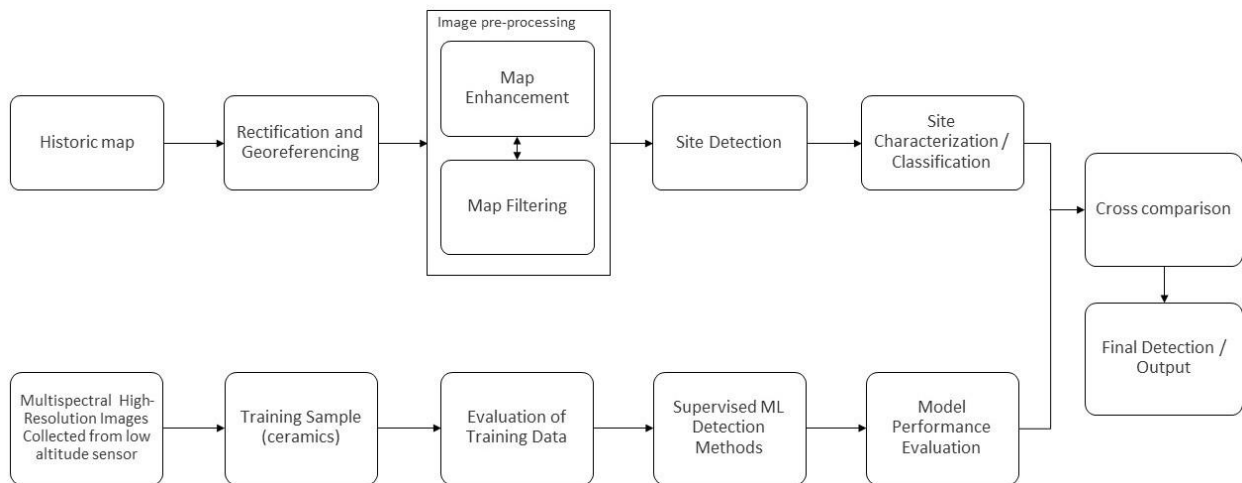 Image pre-processing
Map
Enhancement
Historic map
Rectification and
Georeferencing
Site Detection
Site
Characterization /
Classification
Map Filtering
Cross comparison
Final Detection /
Output
Multispectral High-
Resolution Images
Collected from low
altitude sensor
Training Sample
(ceramics)
Evaluation of
Training Data
Supervised ML
Detection
Methods
Model
Performance
Evaluation